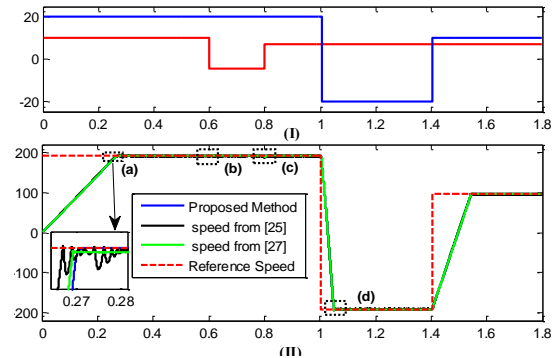 20
0
-20
0 0.2 0.4 0.6 0.8 1.0 1.2 1.4 1.6 1.8
(I)
200
100
0
100
200
(a)
(b)
(c)
(d)
Proposed Method
speed from [25]
speed from [27]
Reference Speed
0.27 0.28
0 0.2 0.4 0.6 0.8 1.0 1.2 1.4 1.6 1.8
(II)